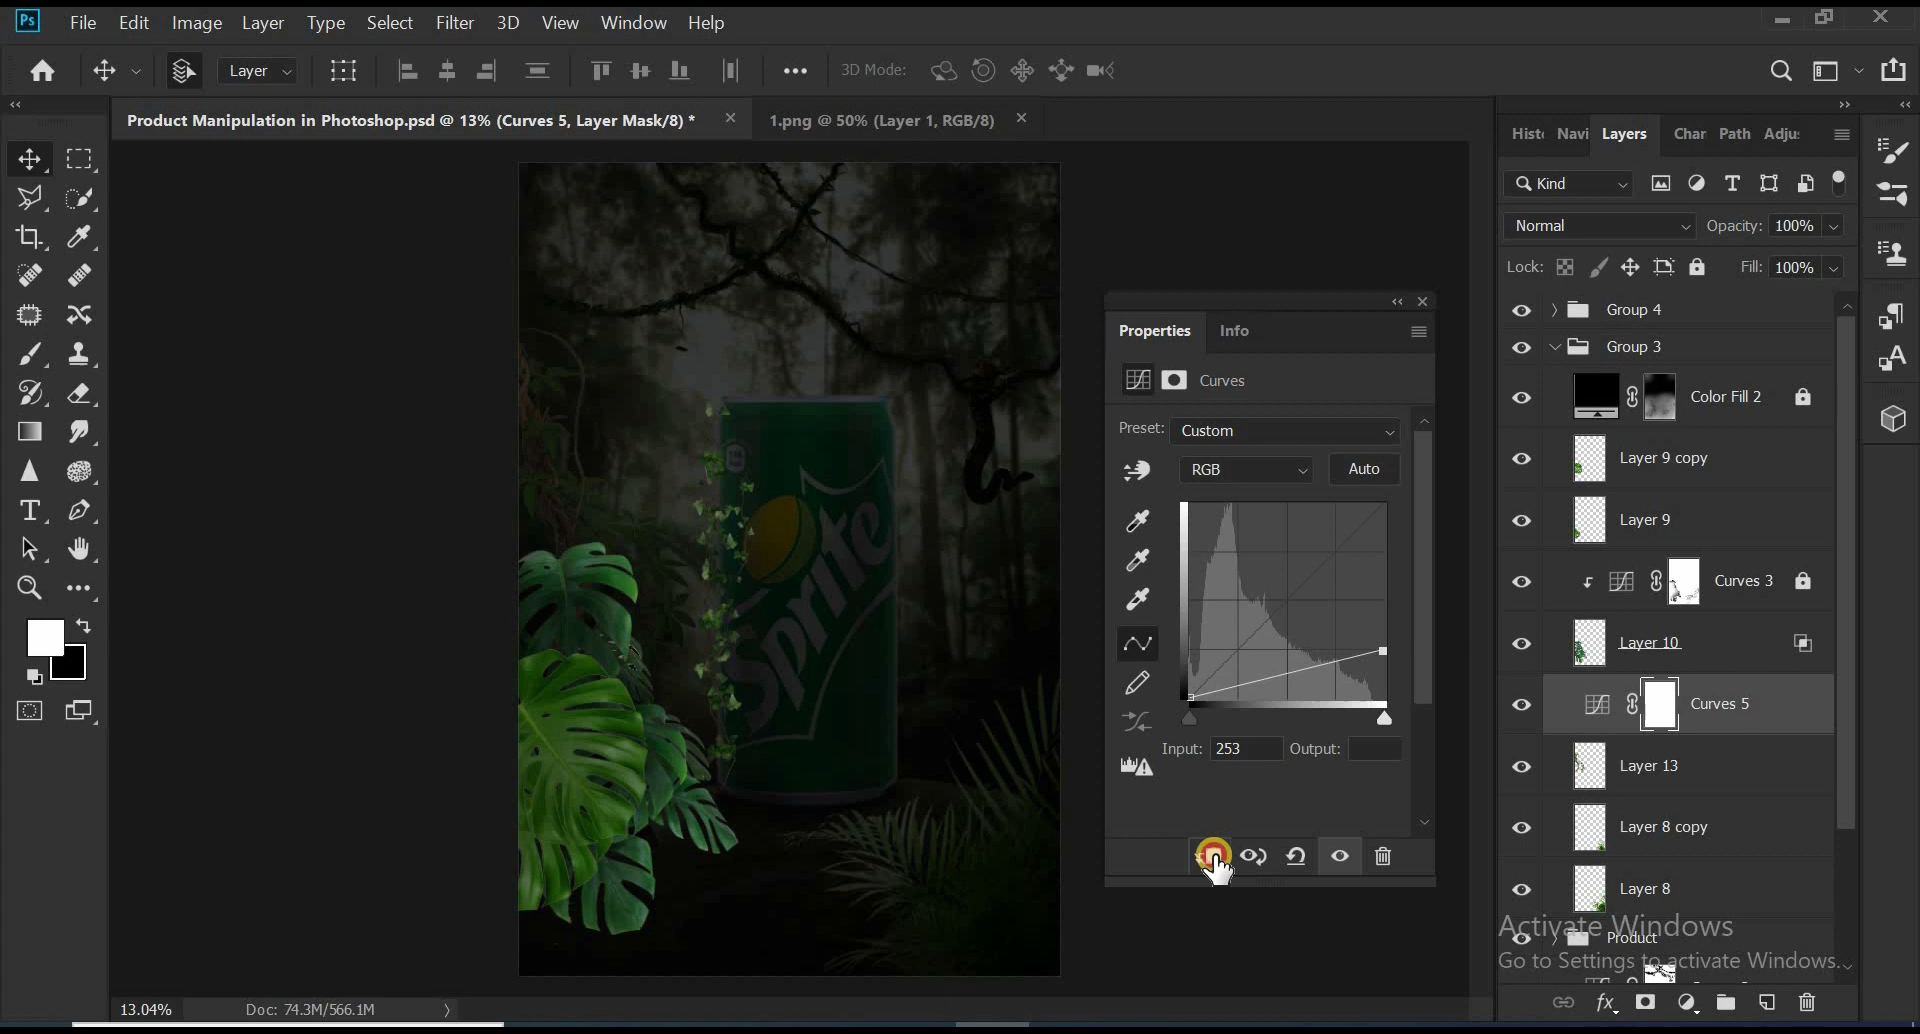 Ps File Edit Image Layer Type Select Filter 3D View Window Help
Layer 3D Mode:
Product Manipulation in Photoshop.psd @ 13% (Curves 5, Layer Mask/8) * 1.png @ 50% (Layer 1, RGB/8)
Histo Navi Layers Char Path Adju
Kind
Normal Opacity: 100%
Lock: Fill: 100%
Group 4
Group 3
Color Fill 2
Layer 9 copy
Layer 9
Curves 3
Layer 10
Curves 5
Layer 13
Layer 8 copy
Layer 8
Product
Properties Info
Curves
Preset: Custom
RGB Auto
Input: 253 Output:
Sprite
Activate Windows
Go to Settings to activate Windows.
13.04% Doc: 74.3M/566.1M